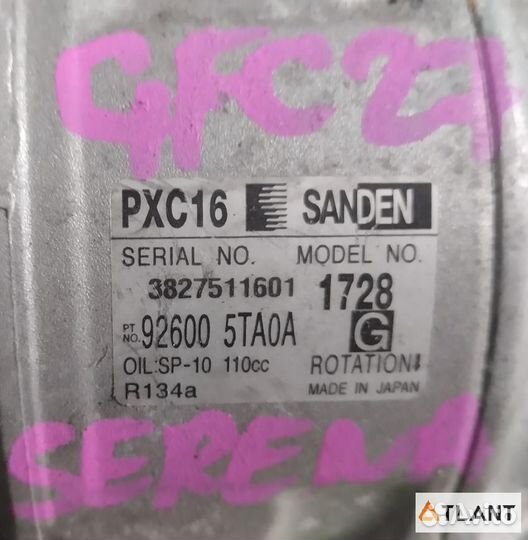 GFC27
PXC16 SANDEN
SERIAL NO. MODEL NO.
3827511601 1728
PT NO. 92600 5TA0A G
OIL:SP-10 110cc ROTATION
R134a MADE IN JAPAN
SERENA
ATLANT